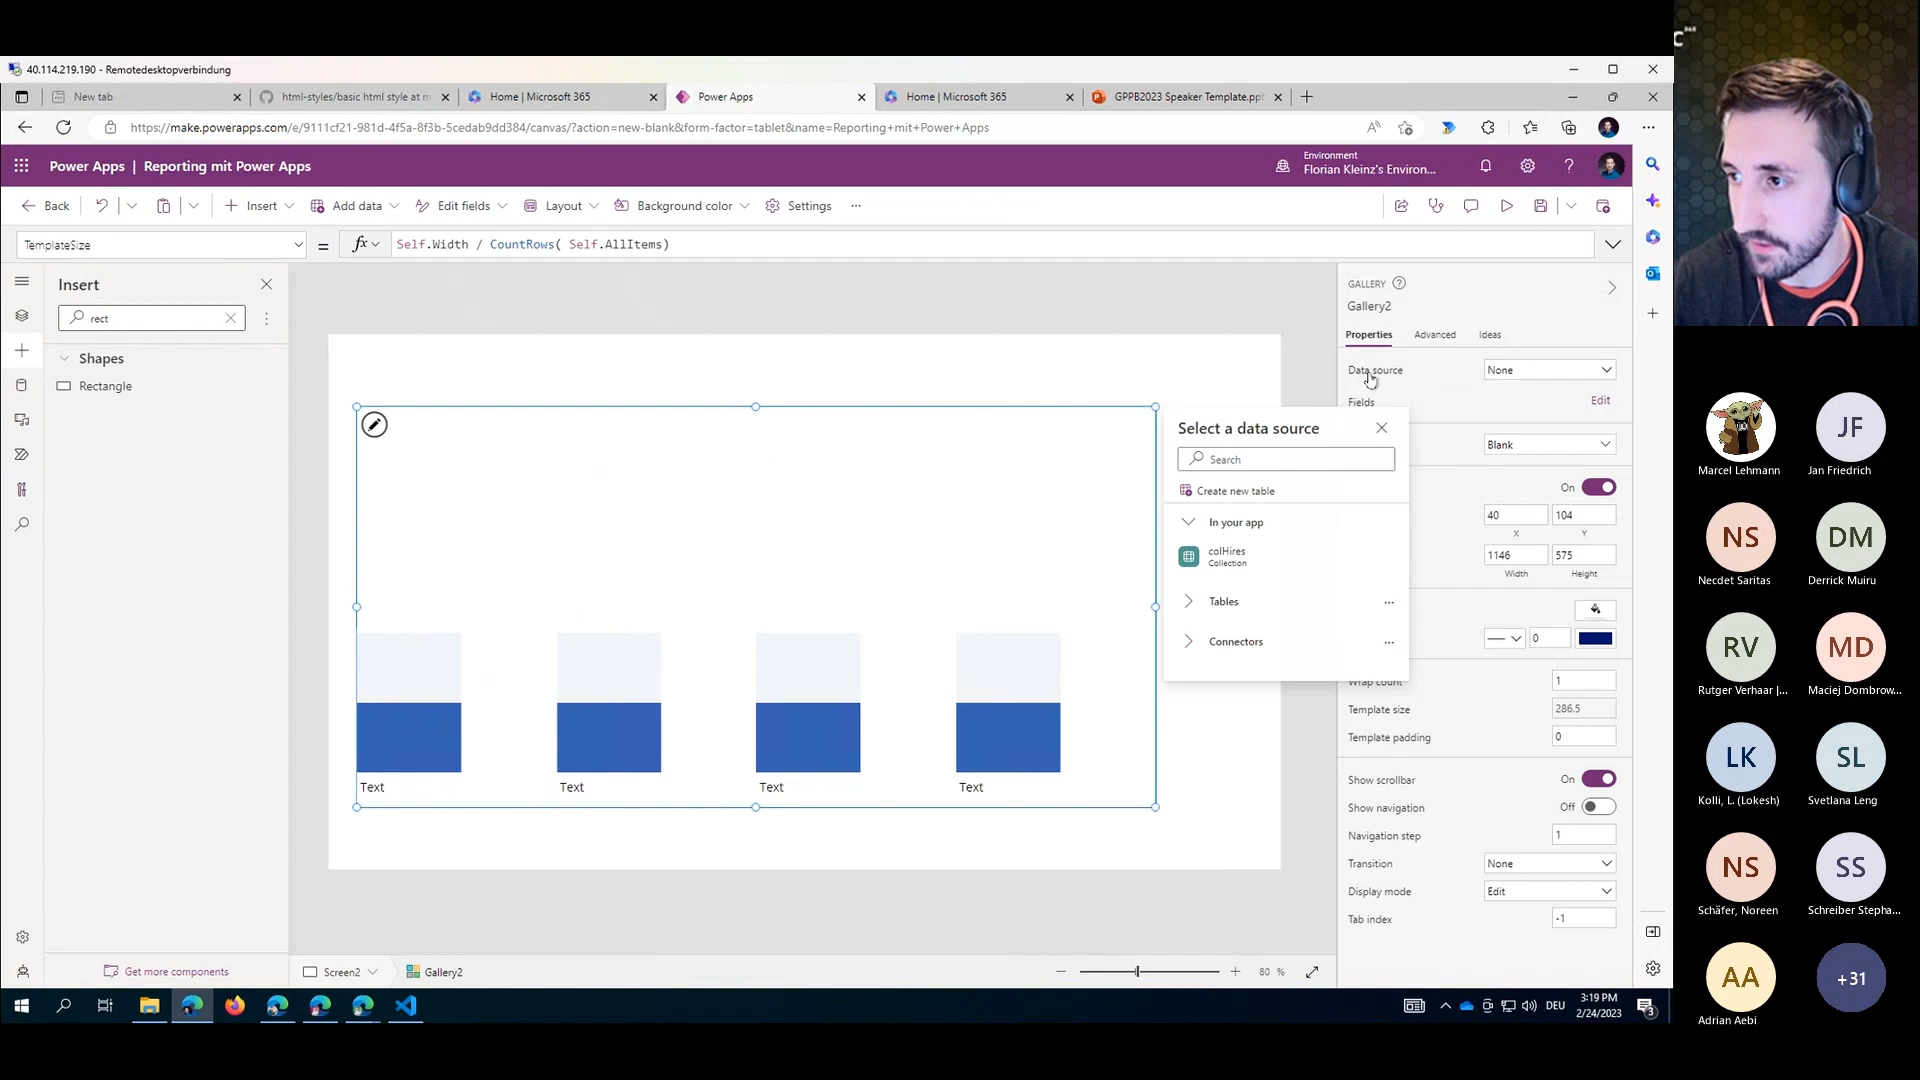 40.114.219.190 - Remotedesktopverbindung
New tab
html-styles/basic html style at m
Home | Microsoft 365
Power Apps
Home | Microsoft 365
GPPB2023 Speaker Template.ppt
https://make.powerapps.com/e/9111cf21-981d-4f5a-8f3b-5cedab9dd384/canvas/?action=new-blank&form-factor=tablet&name=Reporting+mit+Power+Apps
Power Apps | Reporting mit Power Apps
Environment
Florian Kleinz's Environ...
Back
Insert
Add data
Edit fields
Layout
Background color
Settings
TemplateSize
=
fx
Self.Width / CountRows( Self.AllItems)
Insert
rect
Shapes
Rectangle
Get more components
Text
Text
Text
Text
Select a data source
Search
Create new table
In your app
colHires
Collection
Tables
Connectors
GALLERY
Gallery2
Properties
Advanced
Ideas
Data source
None
Fields
Edit
Blank
On
40
104
X
Y
1146
575
Width
Height
0
Wrap count
1
Template size
286.5
Template padding
0
Show scrollbar
On
Show navigation
Off
Navigation step
1
Transition
None
Display mode
Edit
Tab index
-1
Screen2
Gallery2
80 %
DEU
3:19 PM
2/24/2023
3
Marcel Lehmann
JF
Jan Friedrich
NS
Necdet Saritas
DM
Derrick Muiru
RV
Rutger Verhaar |...
MD
Maciej Dombrow...
LK
Kolli, L. (Lokesh)
SL
Svetlana Leng
NS
Schäfer, Noreen
SS
Schreiber Stepha...
AA
Adrian Aebi
+31